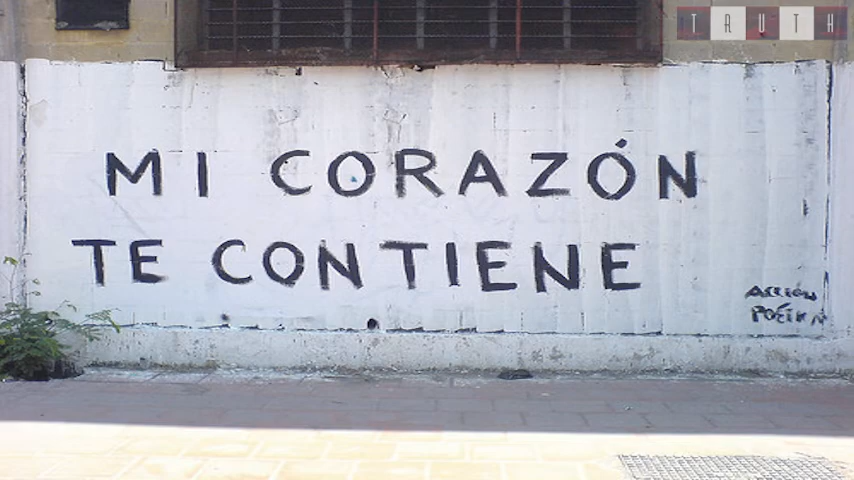 TRUTH
MI CORAZÓN
TE CONTIENE
ACCIÓN
POÉTICA